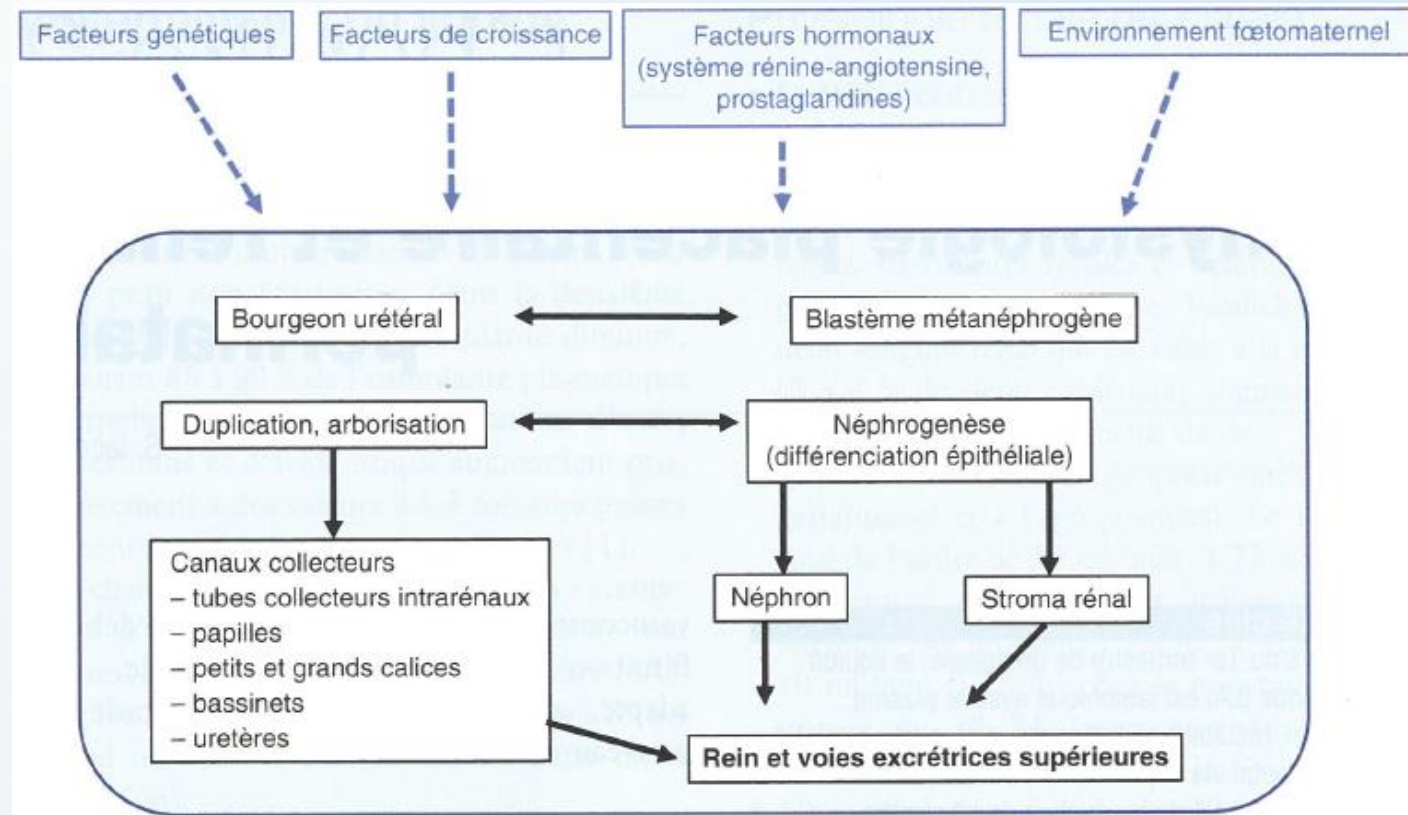 Facteurs génétiques
Facteurs de croissance
Facteurs hormonaux
(système rénine-angiotensine,
prostaglandines)
Environnement fœtomaternel
Bourgeon urétéral
Blastème métanéphrogène
Duplication, arborisation
Néphrogenèse
(différenciation épithéliale)
Canaux collecteurs
– tubes collecteurs intrarénaux
– papilles
– petits et grands calices
– bassinets
– uretères
Néphron
Stroma rénal
Rein et voies excrétrices supérieures